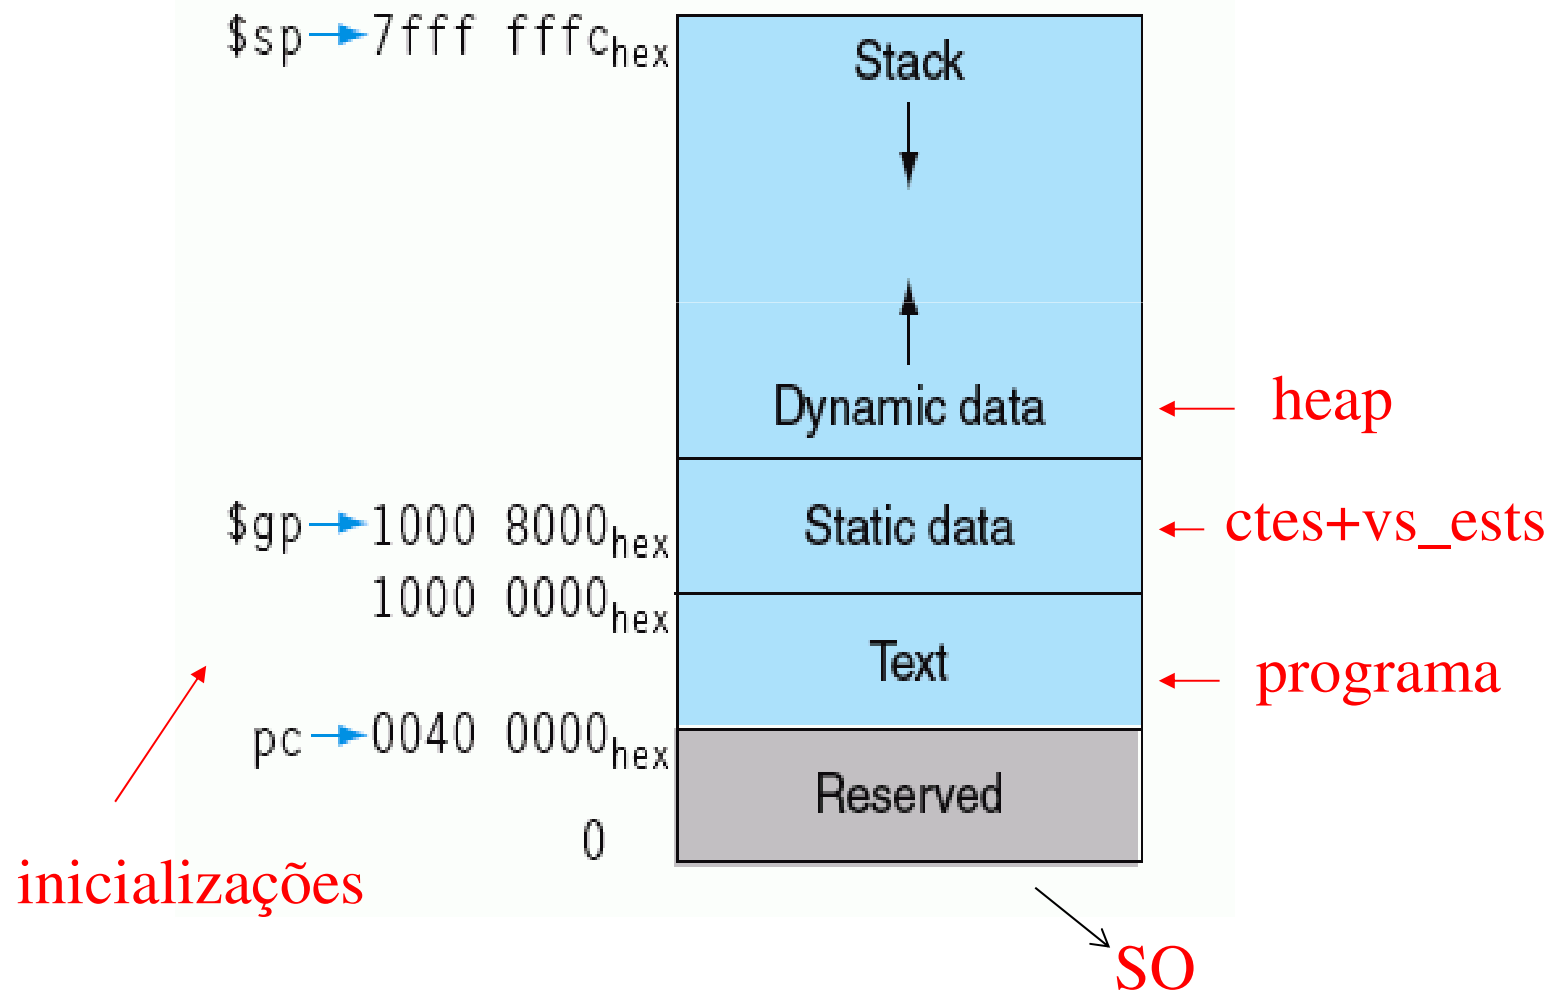 $sp 7fff fffchex Stack
Dynamic data heap
$gp 1000 8000hex Static data ctes+vs_ests
1000 0000hex
Text programa
pc 0040 0000hex
Reserved
0
inicializações
SO